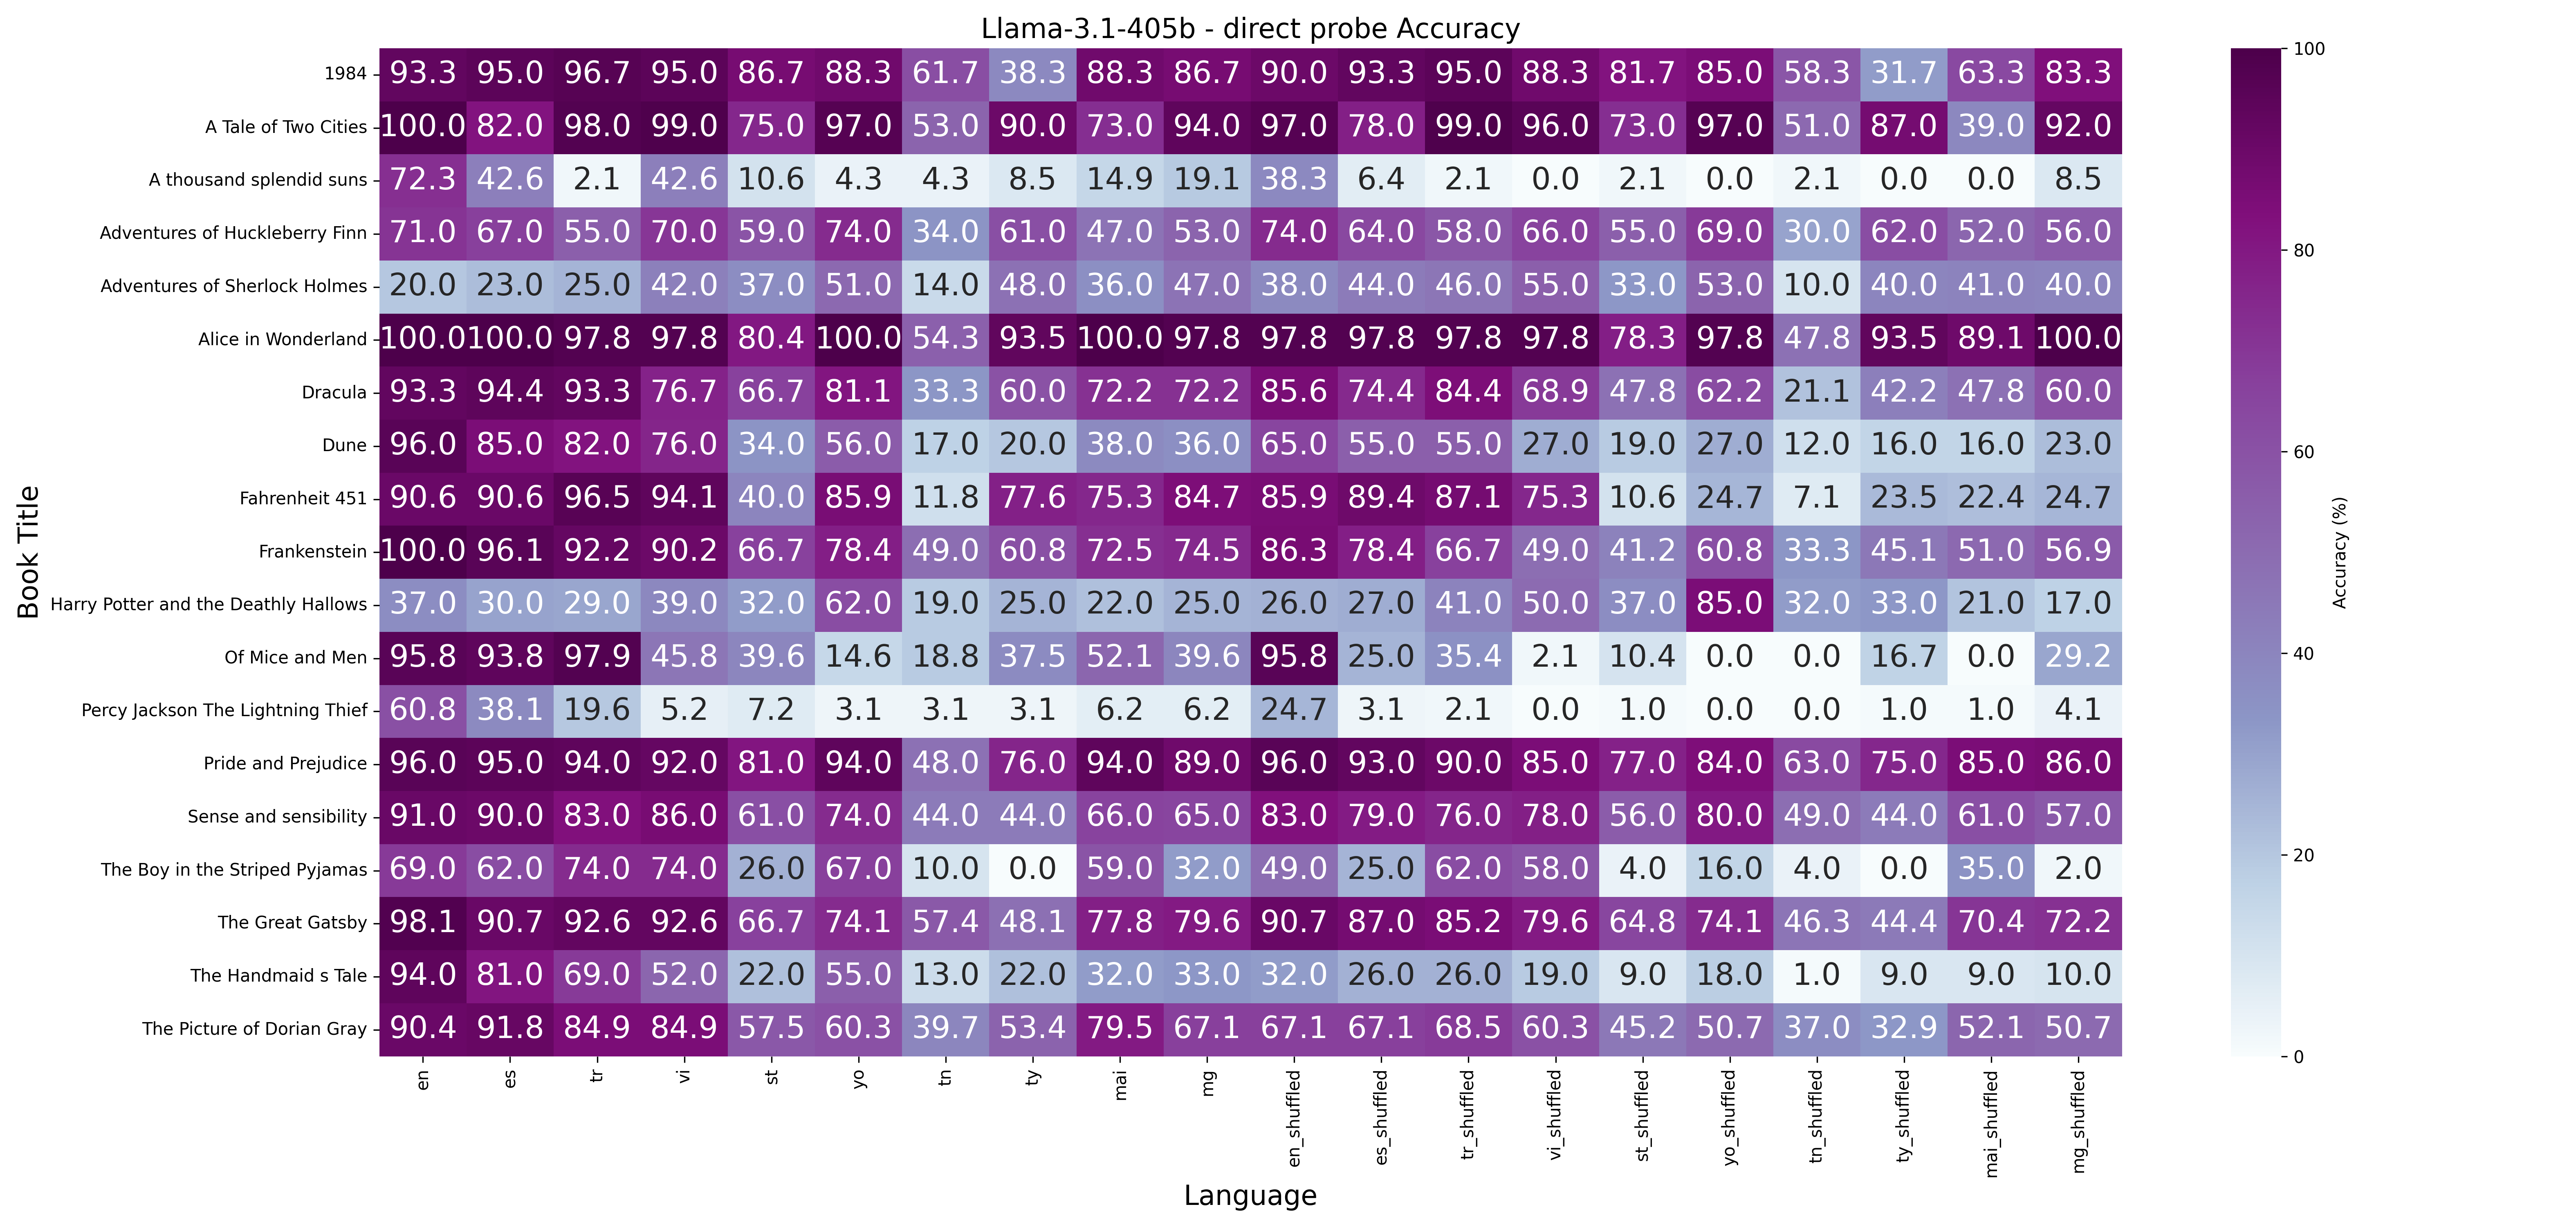 Llama-3.1-405b - direct probe Accuracy
Book Title
1984 93.3 95.0 96.7 95.0 86.7 88.3 61.7 38.3 88.3 86.7 90.0 93.3 95.0 88.3 81.7 85.0 58.3 31.7 63.3 83.3
A Tale of Two Cities 100.0 82.0 98.0 99.0 75.0 97.0 53.0 90.0 73.0 94.0 97.0 78.0 99.0 96.0 73.0 97.0 51.0 87.0 39.0 92.0
A thousand splendid suns 72.3 42.6 2.1 42.6 10.6 4.3 4.3 8.5 14.9 19.1 38.3 6.4 2.1 0.0 2.1 0.0 2.1 0.0 0.0 8.5
Adventures of Huckleberry Finn 71.0 67.0 55.0 70.0 59.0 74.0 34.0 61.0 47.0 53.0 74.0 64.0 58.0 66.0 55.0 69.0 30.0 62.0 52.0 56.0
Adventures of Sherlock Holmes 20.0 23.0 25.0 42.0 37.0 51.0 14.0 48.0 36.0 47.0 38.0 44.0 46.0 55.0 33.0 53.0 10.0 40.0 41.0 40.0
Alice in Wonderland 100.0 100.0 97.8 97.8 80.4 100.0 54.3 93.5 100.0 97.8 97.8 97.8 97.8 97.8 78.3 97.8 47.8 93.5 89.1 100.0
Dracula 93.3 94.4 93.3 76.7 66.7 81.1 33.3 60.0 72.2 72.2 85.6 74.4 84.4 68.9 47.8 62.2 21.1 42.2 47.8 60.0
Dune 96.0 85.0 82.0 76.0 34.0 56.0 17.0 20.0 38.0 36.0 65.0 55.0 55.0 27.0 19.0 27.0 12.0 16.0 16.0 23.0
Fahrenheit 451 90.6 90.6 96.5 94.1 40.0 85.9 11.8 77.6 75.3 84.7 85.9 89.4 87.1 75.3 10.6 24.7 7.1 23.5 22.4 24.7
Frankenstein 100.0 96.1 92.2 90.2 66.7 78.4 49.0 60.8 72.5 74.5 86.3 78.4 66.7 49.0 41.2 60.8 33.3 45.1 51.0 56.9
Harry Potter and the Deathly Hallows 37.0 30.0 29.0 39.0 32.0 62.0 19.0 25.0 22.0 25.0 26.0 27.0 41.0 50.0 37.0 85.0 32.0 33.0 21.0 17.0
Of Mice and Men 95.8 93.8 97.9 45.8 39.6 14.6 18.8 37.5 52.1 39.6 95.8 25.0 35.4 2.1 10.4 0.0 0.0 16.7 0.0 29.2
Percy Jackson The Lightning Thief 60.8 38.1 19.6 5.2 7.2 3.1 3.1 3.1 6.2 6.2 24.7 3.1 2.1 0.0 1.0 0.0 0.0 1.0 1.0 4.1
Pride and Prejudice 96.0 95.0 94.0 92.0 81.0 94.0 48.0 76.0 94.0 89.0 96.0 93.0 90.0 85.0 77.0 84.0 63.0 75.0 85.0 86.0
Sense and sensibility 91.0 90.0 83.0 86.0 61.0 74.0 44.0 44.0 66.0 65.0 83.0 79.0 76.0 78.0 56.0 80.0 49.0 44.0 61.0 57.0
The Boy in the Striped Pyjamas 69.0 62.0 74.0 74.0 26.0 67.0 10.0 0.0 59.0 32.0 49.0 25.0 62.0 58.0 4.0 16.0 4.0 0.0 35.0 2.0
The Great Gatsby 98.1 90.7 92.6 92.6 66.7 74.1 57.4 48.1 77.8 79.6 90.7 87.0 85.2 79.6 64.8 74.1 46.3 44.4 70.4 72.2
The Handmaid s Tale 94.0 81.0 69.0 52.0 22.0 55.0 13.0 22.0 32.0 33.0 32.0 26.0 26.0 19.0 9.0 18.0 1.0 9.0 9.0 10.0
The Picture of Dorian Gray 90.4 91.8 84.9 84.9 57.5 60.3 39.7 53.4 79.5 67.1 67.1 67.1 68.5 60.3 45.2 50.7 37.0 32.9 52.1 50.7
en es tr vi st yo tn ty mai mg en_shuffled es_shuffled tr_shuffled vi_shuffled st_shuffled yo_shuffled tn_shuffled ty_shuffled mai_shuffled mg_shuffled
Language
100
80
60
40
20
0
Accuracy (%)